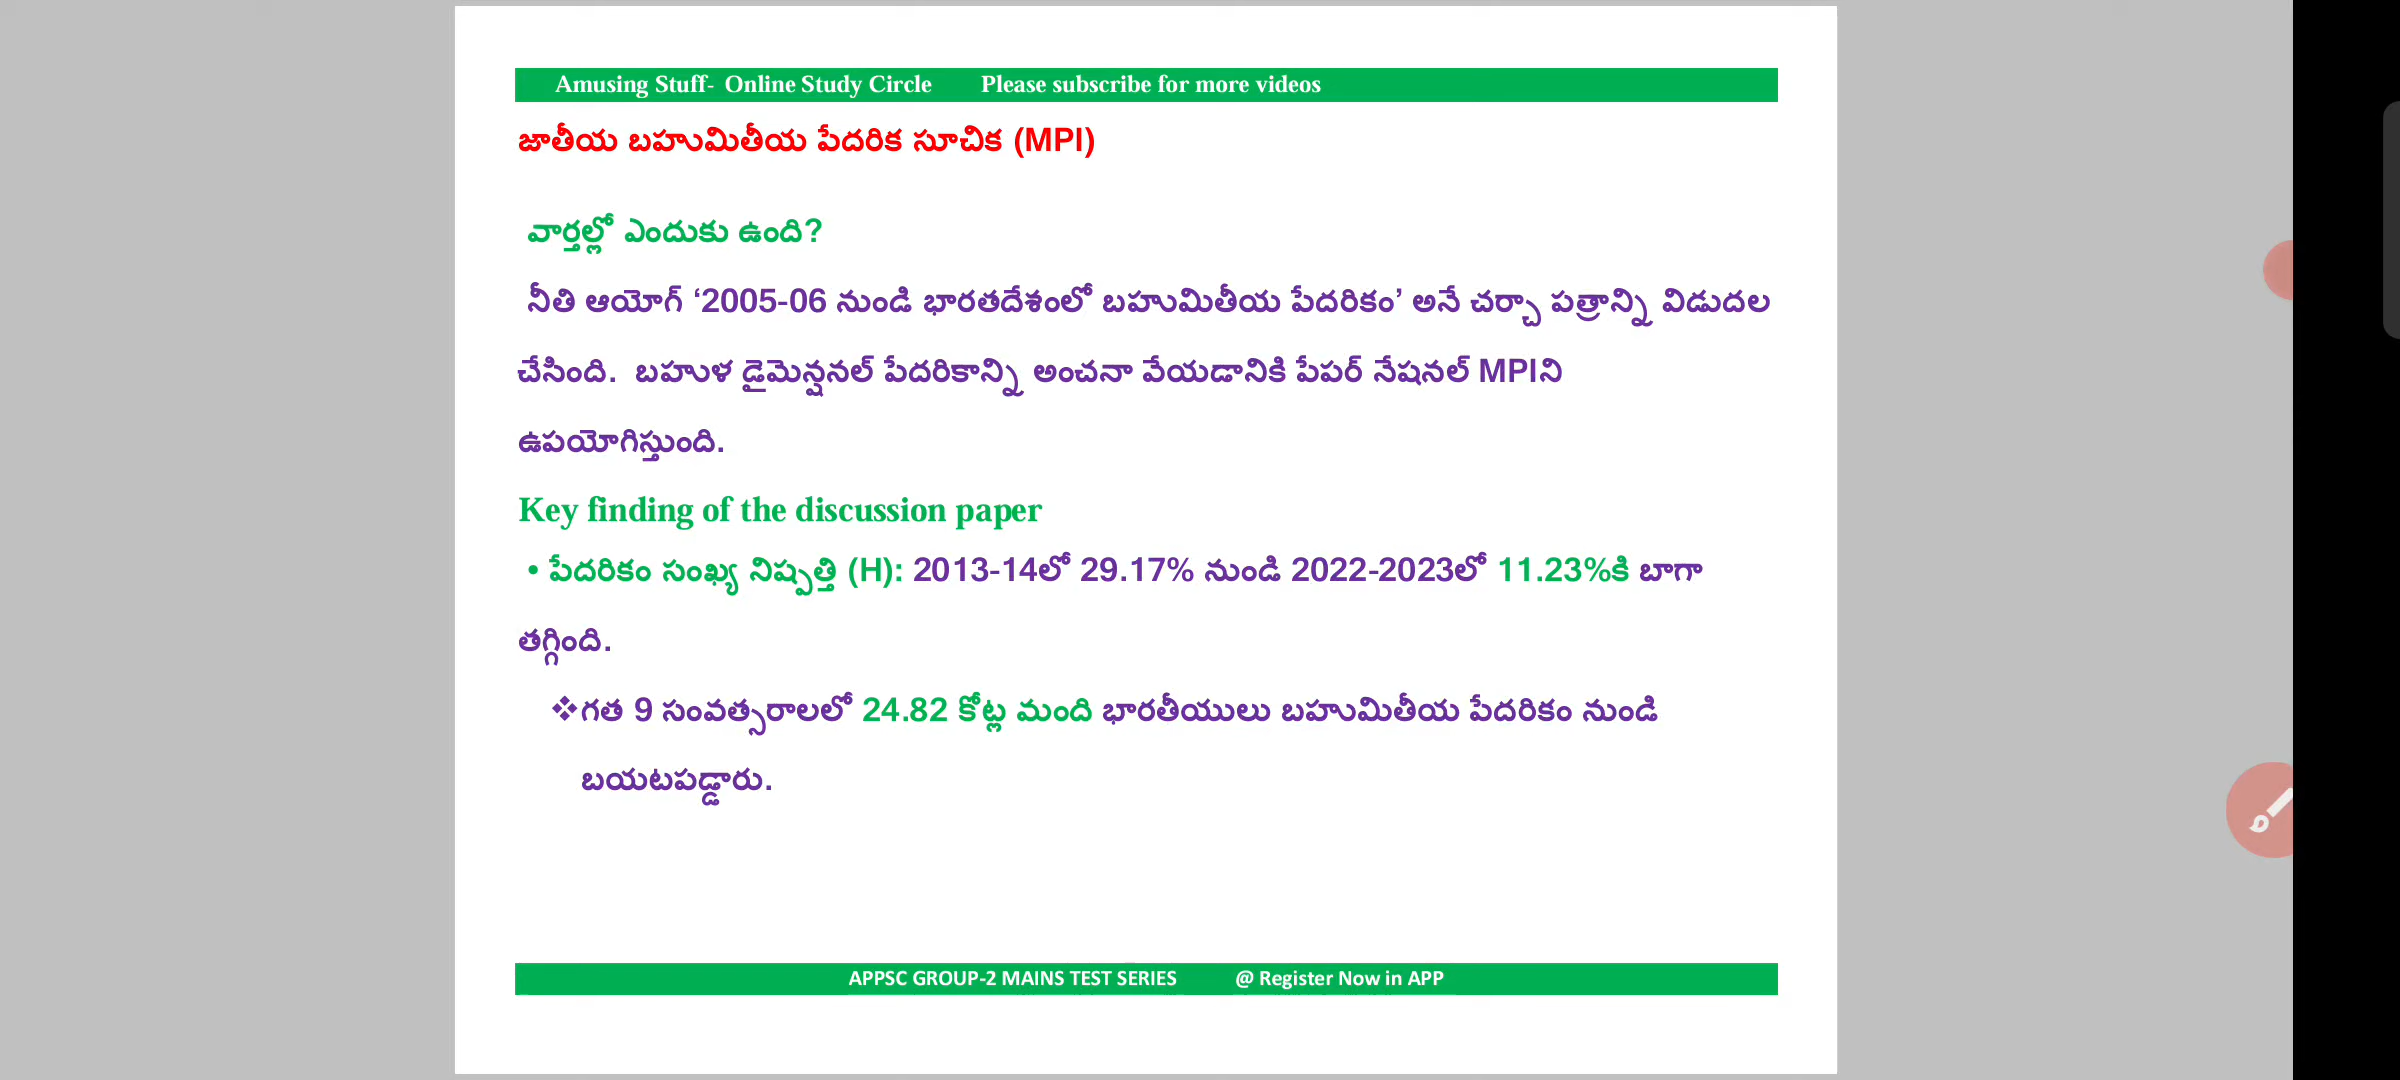 Amusing Stuff- Online Study Circle Please subscribe for more videos
జాతీయ బహుమితీయ పేదరిక సూచిక (MPI)
వార్తల్లో ఎందుకు ఉంది?
నీతి ఆయోగ్ ‘2005-06 నుండి భారతదేశంలో బహుమితీయ పేదరికం’ అనే చర్చా పత్రాన్ని విడుదల
చేసింది. బహుళ డైమెన్షనల్ పేదరికాన్ని అంచనా వేయడానికి పేపర్ నేషనల్ MPIని
ఉపయోగిస్తుంది.
Key finding of the discussion paper
• పేదరికం సంఖ్య నిష్పత్తి (H): 2013-14లో 29.17% నుండి 2022-2023లో 11.23%కి బాగా
తగ్గింది.
❖గత 9 సంవత్సరాలలో 24.82 కోట్ల మంది భారతీయులు బహుమితీయ పేదరికం నుండి
బయటపడ్డారు.
APPSC GROUP-2 MAINS TEST SERIES @ Register Now in APP